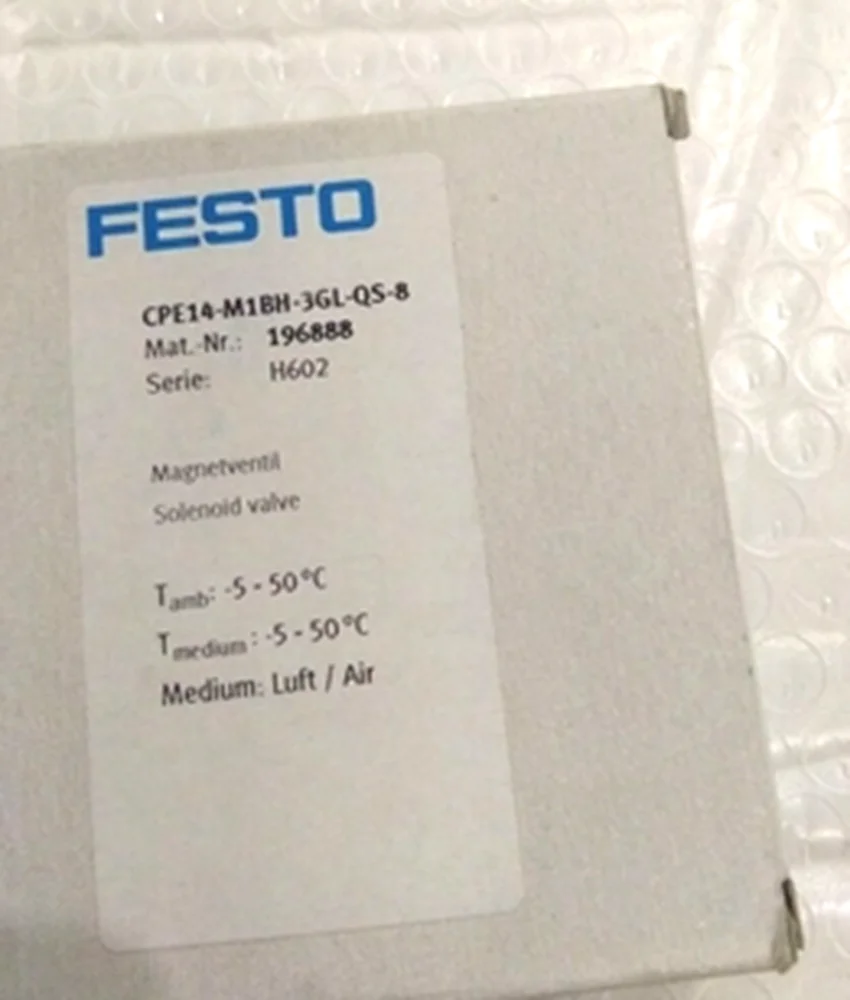 FESTO
CPE14-M1BH-3GL-QS-8
Mat.-Nr.: 196888
Serie: H602
Magnetventil
Solenoid valve
Tamb: -5 - 50°C
Tmedium: -5 - 50°C
Medium: Luft / Air